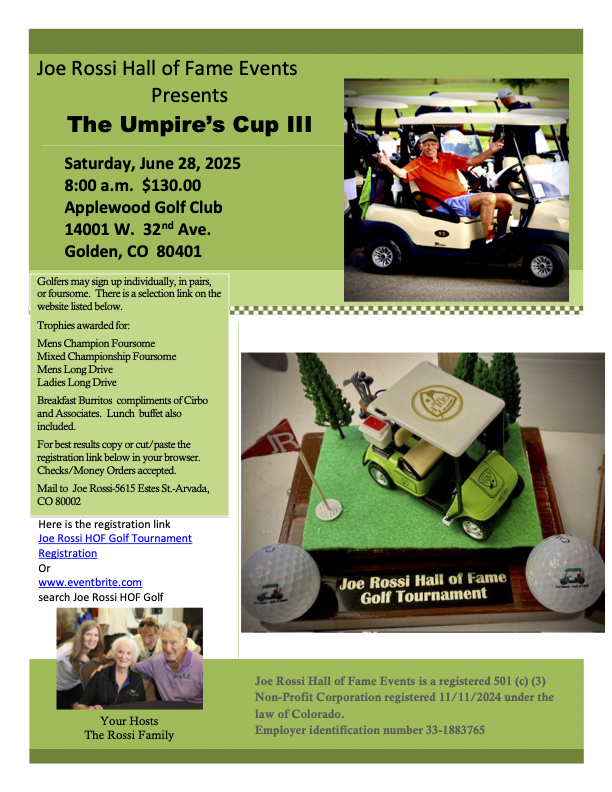 Joe Rossi Hall of Fame Events
Presents
The Umpire's Cup III
Saturday, June 28, 2025
8:00 a.m.  $130.00
Applewood Golf Club
14001 W.  32nd Ave.
Golden, CO  80401
Golfers may sign up individually, in pairs,
or foursome.  There is a selection link on the
website listed below.
Trophies awarded for:
Mens Champion Foursome
Mixed Championship Foursome
Mens Long Drive
Ladies Long Drive
Breakfast Burritos  compliments of Cirbo
and Associates.  Lunch  buffet also
included.
For best results copy or cut/paste the
registration link below in your browser.
Checks/Money Orders accepted.
Mail to  Joe Rossi-5615 Estes St.-Arvada,
CO 80002
Here is the registration link
Joe Rossi HOF Golf Tournament
Registration
Or
www.eventbrite.com
search Joe Rossi HOF Golf
JR
Joe Rossi Hall of Fame
Golf Tournament
Your Hosts
The Rossi Family
Joe Rossi Hall of Fame Events is a registered 501 (c) (3)
Non-Profit Corporation registered 11/11/2024 under the
law of Colorado.
Employer identification number 33-1883765